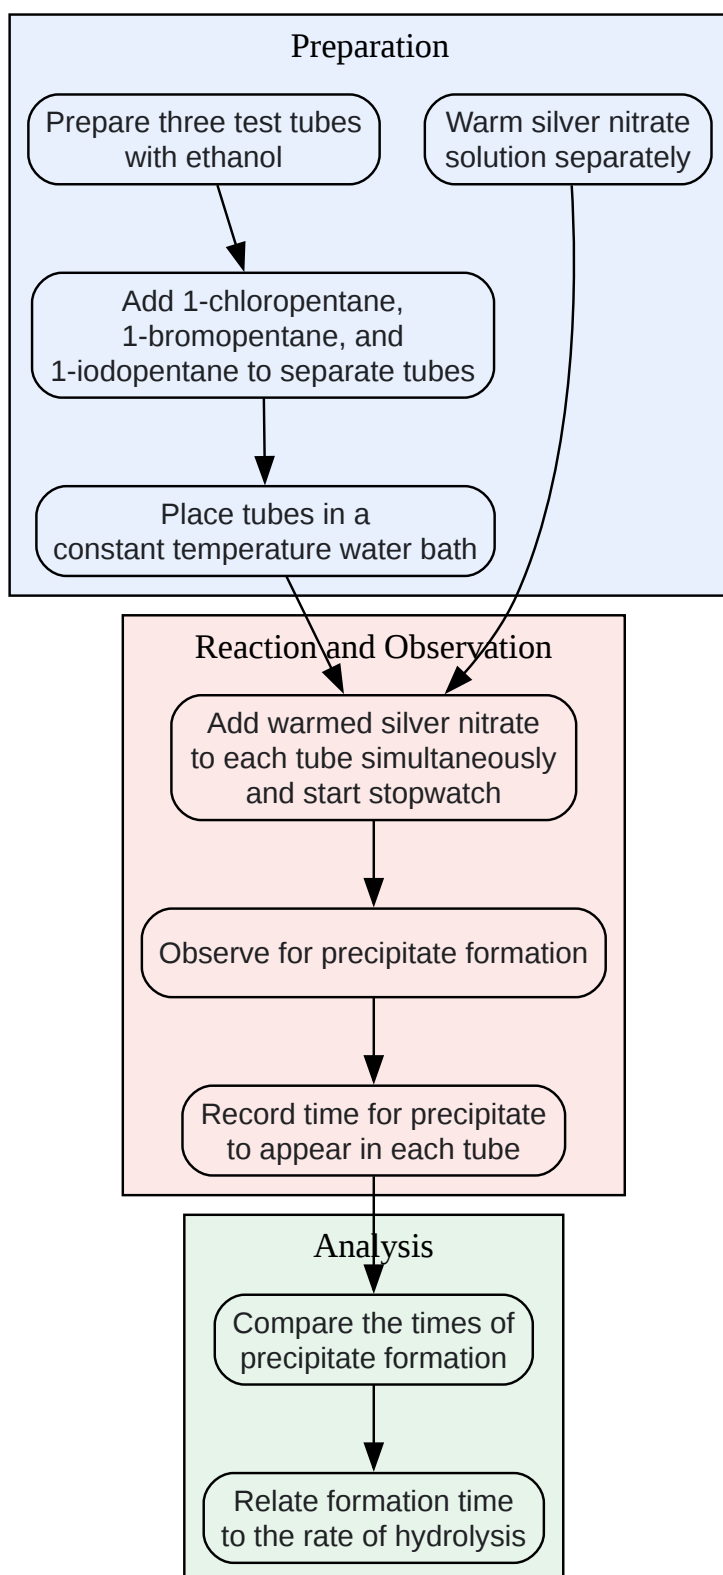 Preparation
Prepare three test tubes
with ethanol
Warm silver nitrate
solution separately
Add 1-chloropentane,
1-bromopentane, and
1-iodopentane to separate tubes
Place tubes in a
constant temperature water bath
Reaction and Observation
Add warmed silver nitrate
to each tube simultaneously
and start stopwatch
Observe for precipitate formation
Record time for precipitate
to appear in each tube
Analysis
Compare the times of
precipitate formation
Relate formation time
to the rate of hydrolysis